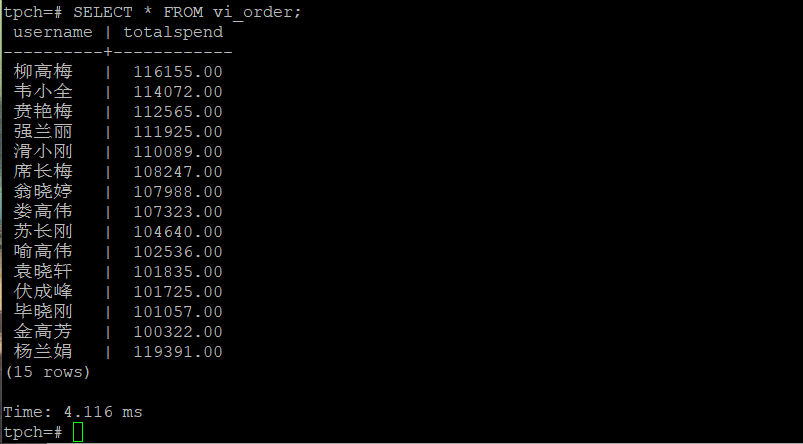 tpch=# SELECT * FROM vi_order;
 username | totalspend
----------+------------
 柳高梅   |  116155.00
 韦小全   |  114072.00
 贲艳梅   |  112565.00
 强兰丽   |  111925.00
 滑小刚   |  110089.00
 席长梅   |  108247.00
 翁晓婷   |  107988.00
 娄高伟   |  107323.00
 苏长刚   |  104640.00
 喻高伟   |  102536.00
 袁晓轩   |  101835.00
 伏成峰   |  101725.00
 毕晓刚   |  101057.00
 金高芳   |  100322.00
 杨兰娟   |  119391.00
(15 rows)
Time: 4.116 ms
tpch=#